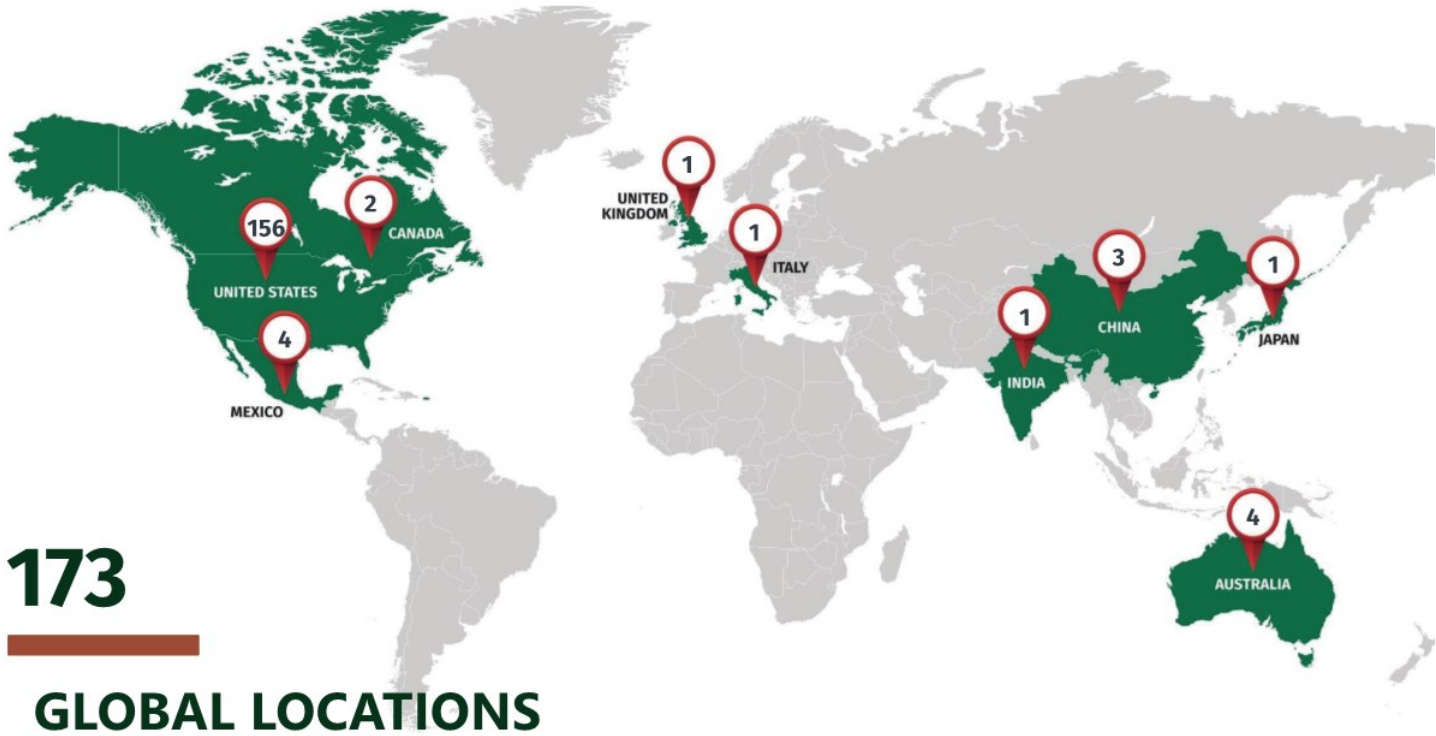 1
UNITED
KINGDOM
2
CANADA
156
UNITED STATES
1
ITALY
3
CHINA
1
JAPAN
1
INDIA
4
MEXICO
4
AUSTRALIA
173
GLOBAL LOCATIONS